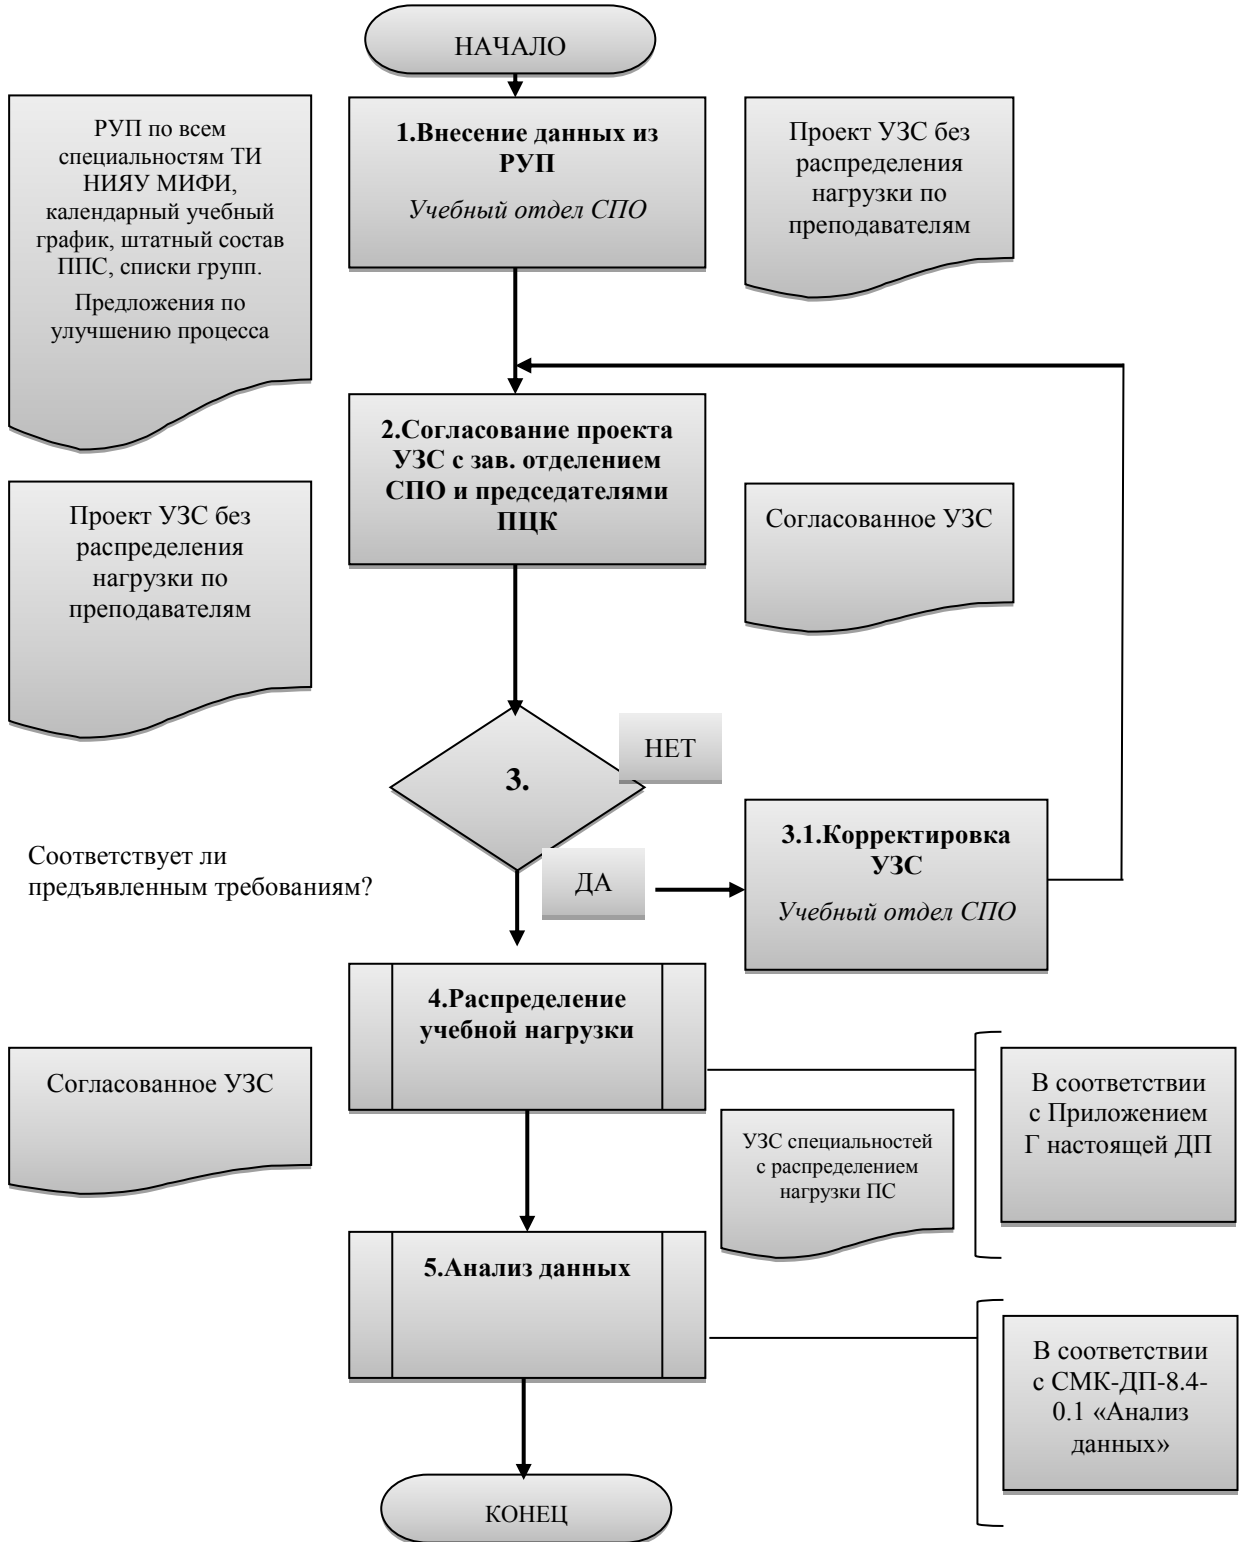 НАЧАЛО
РУП по всем
специальностям ТИ
НИЯУ МИФИ,
календарный учебный
график, штатный состав
ППС, списки групп.
Предложения по
улучшению процесса
1.Внесение данных из
РУП
Учебный отдел СПО
Проект УЗС без
распределения
нагрузки по
преподавателям
2.Согласование проекта
УЗС с зав. отделением
СПО и председателями
ПЦК
Проект УЗС без
распределения
нагрузки по
преподавателям
Согласованное УЗС
3.
НЕТ
Соответствует ли
предъявленным требованиям?
ДА
3.1.Корректировка
УЗС
Учебный отдел СПО
4.Распределение
учебной нагрузки
Согласованное УЗС
В соответствии
с Приложением
Г настоящей ДП
УЗС специальностей
с распределением
нагрузки ПС
5.Анализ данных
В соответствии
с СМК-ДП-8.4-
0.1 «Анализ
данных»
КОНЕЦ